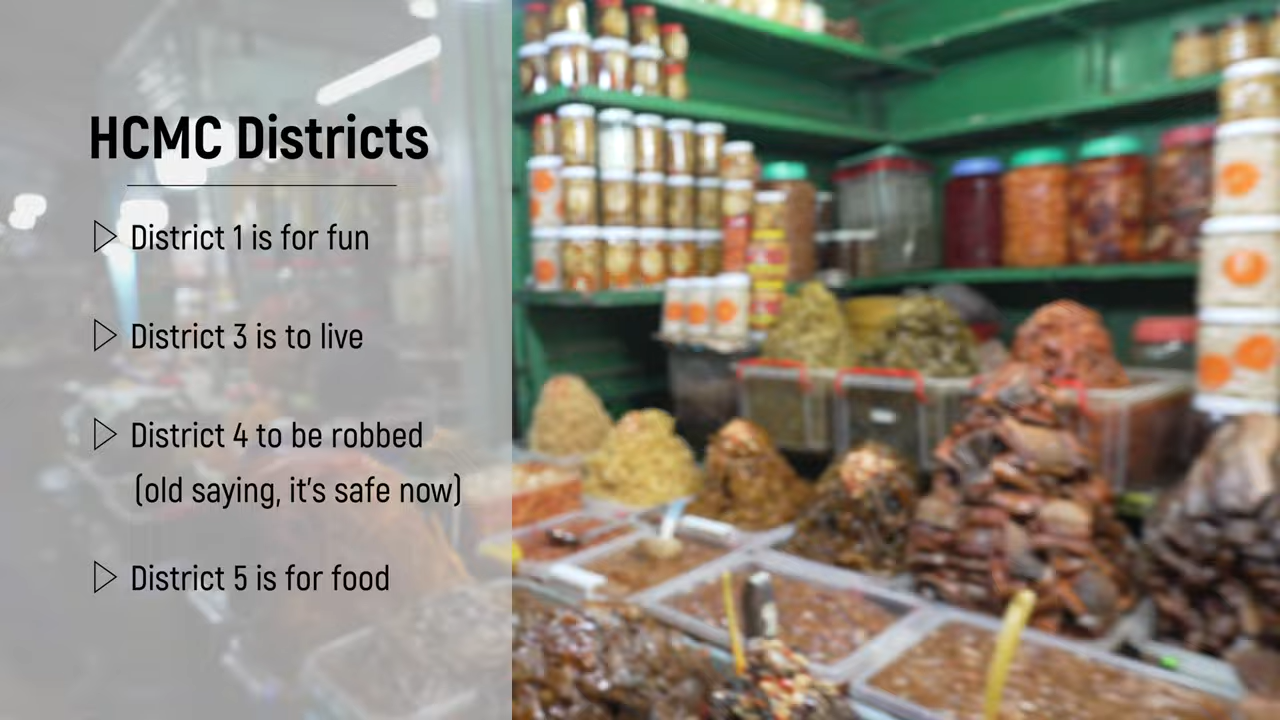 HCMC Districts
District 1 is for fun
District 3 is to live
District 4 to be robbed
(old saying, it's safe now)
District 5 is for food